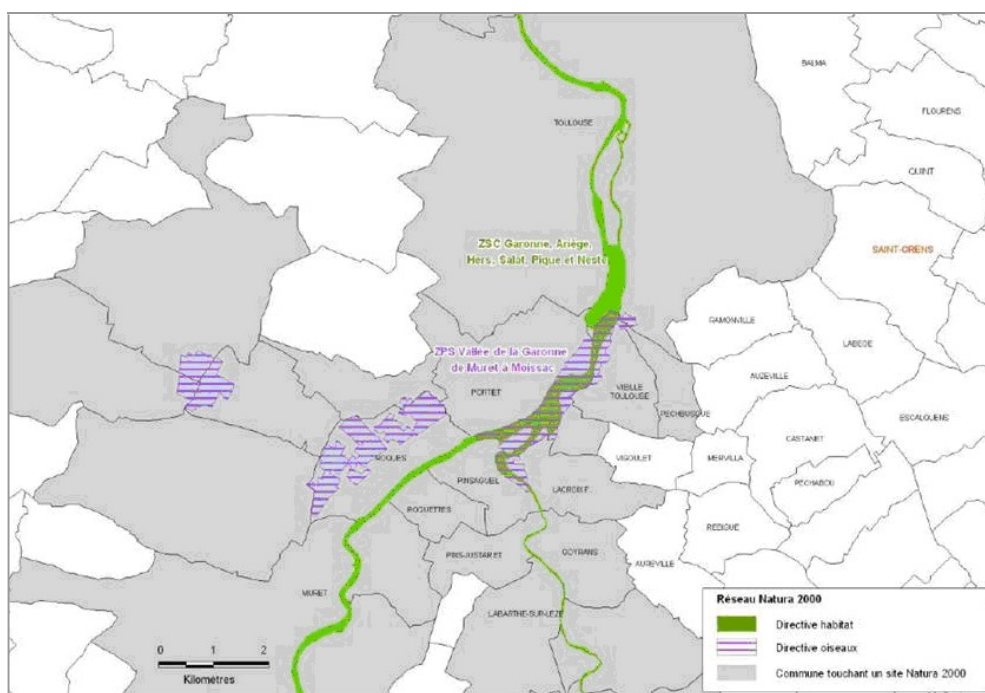 BALMA
FLOURENS
TOULOUSE
QUINT
SAINT-ORENS
ZSC Garonne, Ariège,
Hers, Salat, Pique et Neste
RAMONVILLE
LABEGE
ZPS Vallée de la Garonne
de Muret à Moissac
AUZEVILLE
PORTET
VIEILLE
TOULOUSE
PECHBUSQUE
ESCALQUENS
CASTANET
ROQUES
VIGOULET
MERVILLA
PECHABOU
PINSAGUEL
LACROIX F.
ROQUETTES
REBIGUE
PINS-JUSTARET
GOYRANS
AUREVILLE
MURET
LABARTHE-SUR-LEZE
Réseau Natura 2000
Directive habitat
Directive oiseaux
Commune touchant un site Natura 2000
0 1 2
Kilomètres